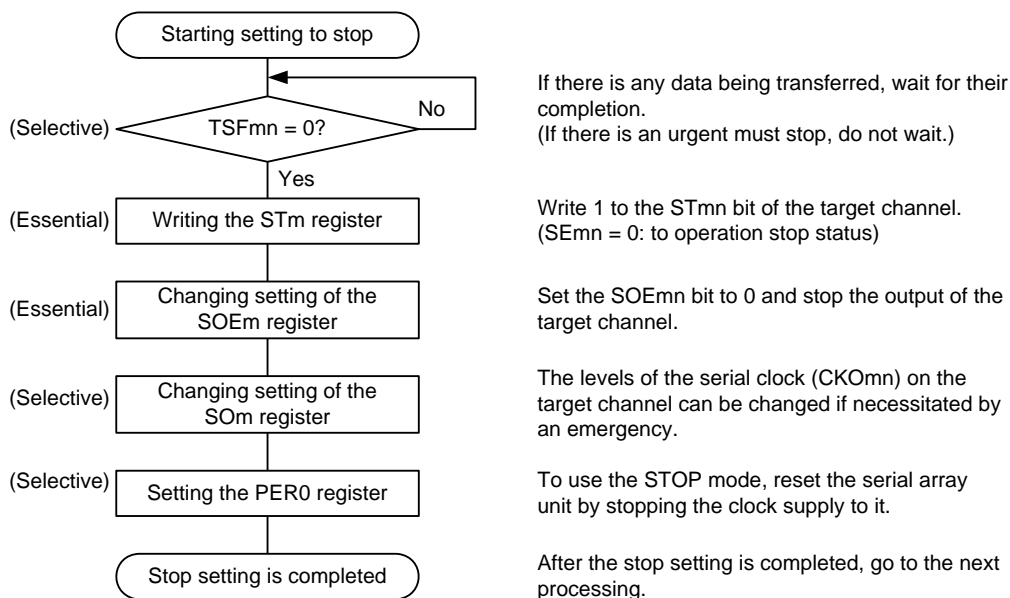 Starting setting to stop
If there is any data being transferred, wait for their
completion.
(If there is an urgent must stop, do not wait.)
(Selective)
TSFmn = 0?
No
Yes
(Essential)
Writing the STm register
Write 1 to the STmn bit of the target channel.
(SEmn = 0: to operation stop status)
(Essential)
Changing setting of the
SOEm register
Set the SOEmn bit to 0 and stop the output of the
target channel.
(Selective)
Changing setting of the
SOm register
The levels of the serial clock (CKOmn) on the
target channel can be changed if necessitated by
an emergency.
(Selective)
Setting the PER0 register
To use the STOP mode, reset the serial array
unit by stopping the clock supply to it.
Stop setting is completed
After the stop setting is completed, go to the next
processing.